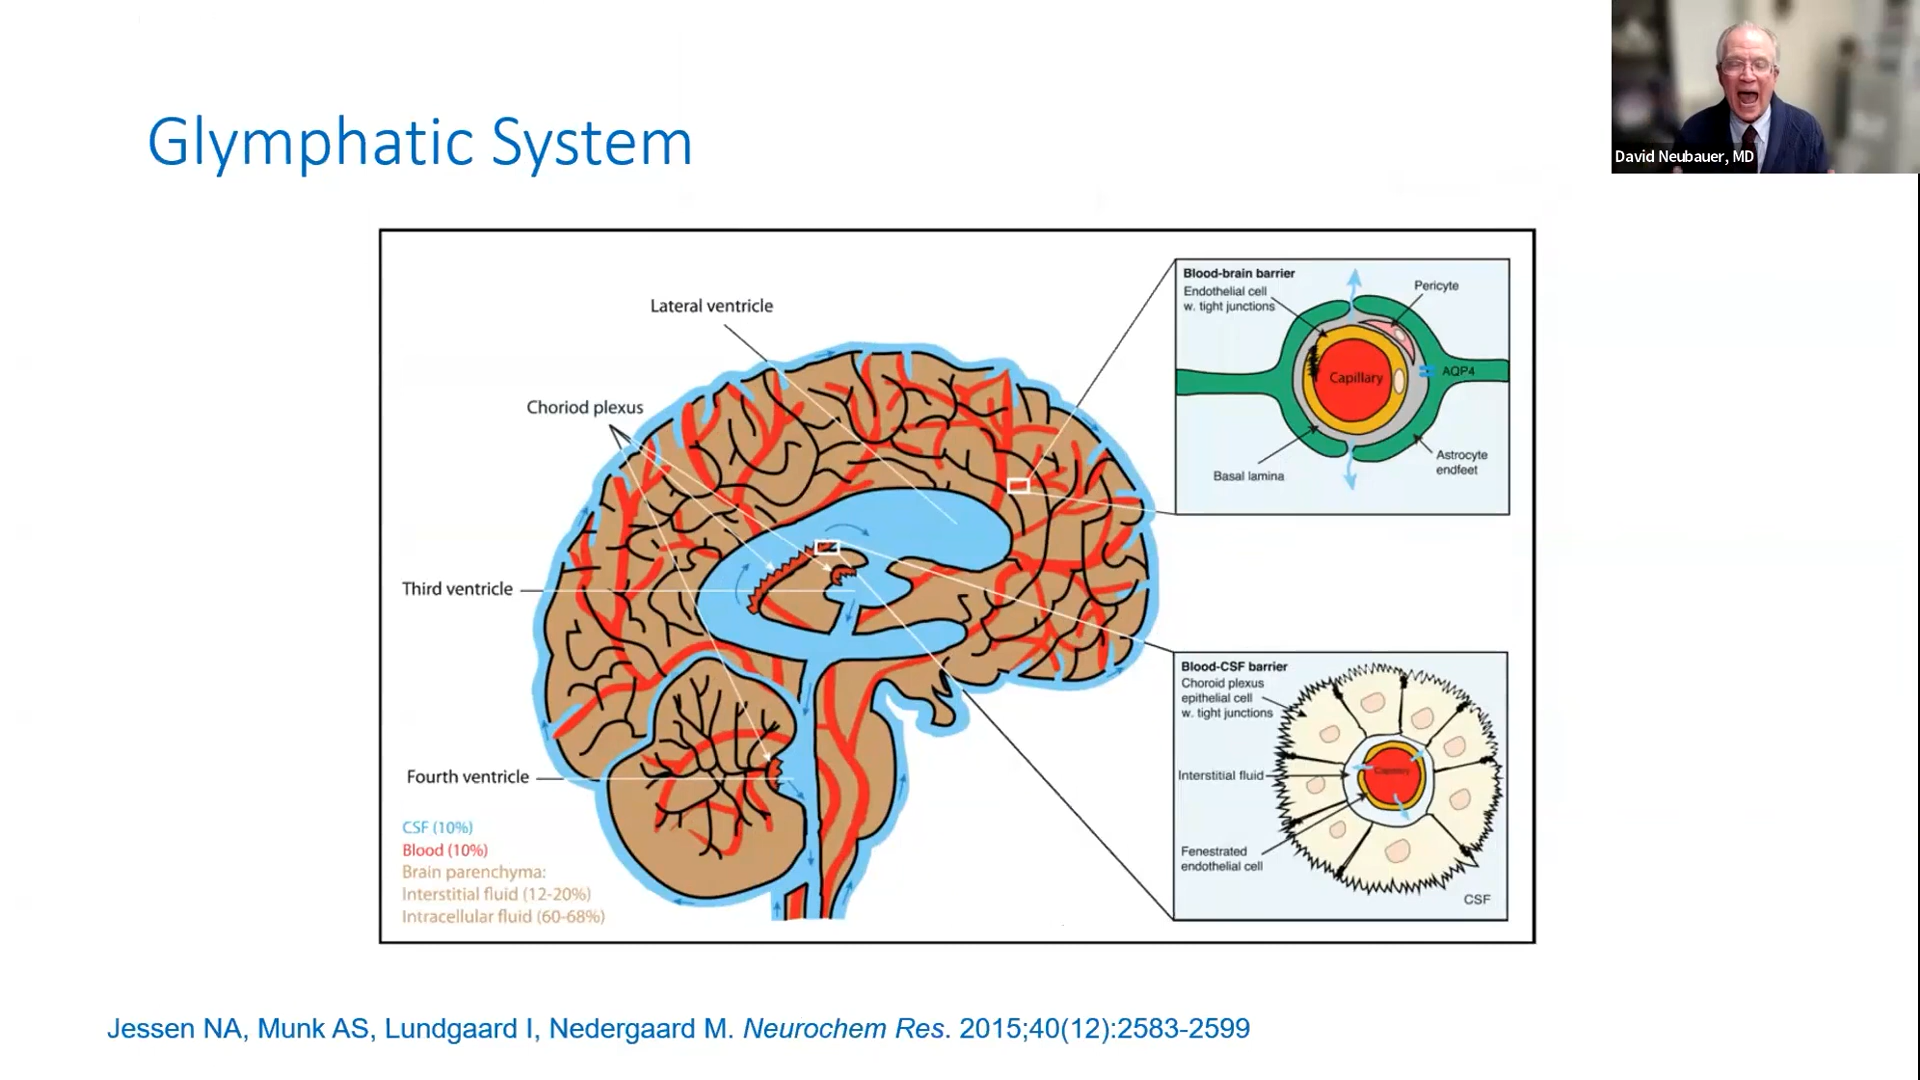 Glymphatic System
David Neubauer, MD
Lateral ventricle
Choriod plexus
Third ventricle
Fourth ventricle
CSF (10%)
Blood (10%)
Brain parenchyma:
Interstitial fluid (12-20%)
Intracellular fluid (60-68%)
Blood-brain barrier
Endothelial cell
w. tight junctions
Pericyte
Capillary
AQP4
Basal lamina
Astrocyte
endfeet
Blood-CSF barrier
Choroid plexus
epithelial cell
w. tight junctions
Interstitial fluid
Capillary
Fenestrated
endothelial cell
CSF
Jessen NA, Munk AS, Lundgaard I, Nedergaard M. Neurochem Res. 2015;40(12):2583-2599